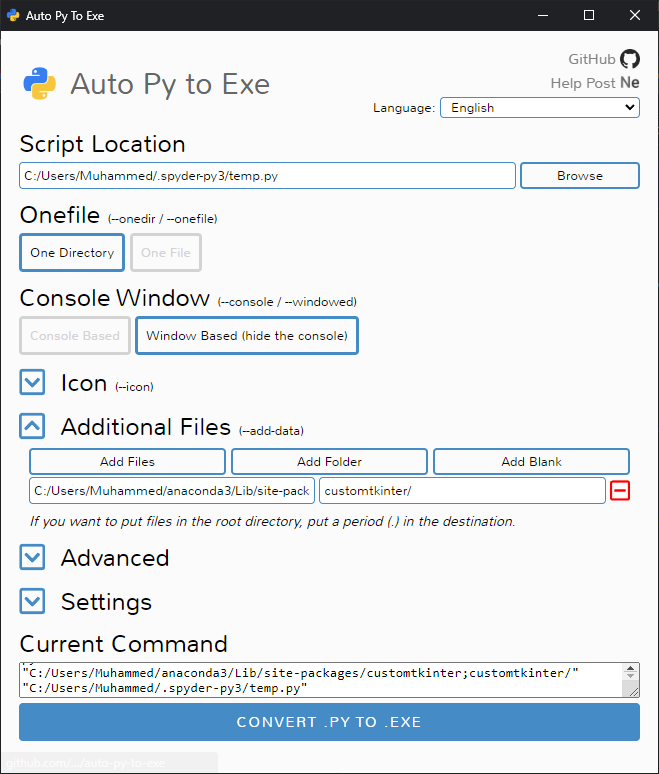 Auto Py To Exe
GitHub
Auto Py to Exe
Help Post Ne
Language: English
Script Location
C:/Users/Muhammed/.spyder-py3/temp.py Browse
Onefile (--onedir / --onefile)
One Directory One File
Console Window (--console / --windowed)
Console Based Window Based (hide the console)
Icon (--icon)
Additional Files (--add-data)
Add Files Add Folder Add Blank
C:/Users/Muhammed/anaconda3/Lib/site-pack customtkinter/
If you want to put files in the root directory, put a period (.) in the destination.
Advanced
Settings
Current Command
"C:/Users/Muhammed/anaconda3/Lib/site-packages/customtkinter;customtkinter/"
"C:/Users/Muhammed/.spyder-py3/temp.py"
CONVERT .PY TO .EXE
github.com/.../auto-py-to-exe